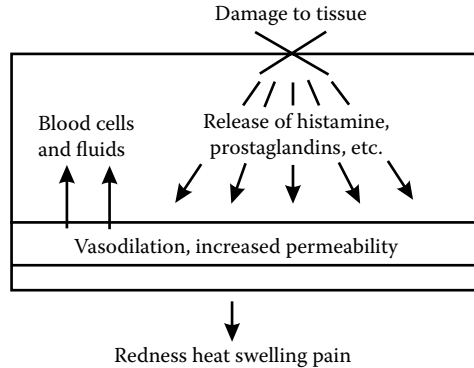 Damage to tissue
Blood cells
and fluids
Release of histamine,
prostaglandins, etc.
Vasodilation, increased permeability
Redness heat swelling pain